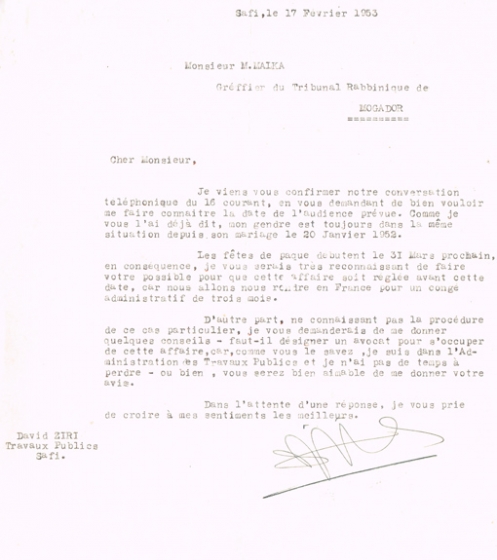 Safi,le 17 Février 1953
Monsieur M.MALKA
Gréffier du Tribunal Rabbinique de
MOGADOR
==========
Cher Monsieur,
Je viens vous confirmer notre conversation
téléphonique du 16 courant, en vous demandant de bien vouloir
me faire connaitre la date de l'audience prévue. Comme je
vous l'ai déjà dit, mon gendre est toujours dans la même
situation depuis son mariage le 20 Janvier 1952.
Les fêtes de paque débutent le 31 Mars prochain,
en conséquence, je vous serais très reconnaissant de faire
votre possible pour que cette affaire soit reglée avant cette
date, car nous allons nous rendre en France pour un congé
administratif de trois mois.
D'aûtre part, ne connaissant pas la procédure
de ce cas particulier, je vous demanderais de me donner
quelques conseils - faut-il désigner un avocat pour s'occuper
de cette affaire,car,comme vous le savez ,je suis dans l'Ad-
ministration des Travaux Publics et je n'ai pas de temps à
perdre - ou bien , vous serez bien aimable de me donner votre
avis.
Dans l'attente d'une réponse, je vous prie
de croire à mes sentiments les meilleurs.
David ZIRI
Travaux Publics
Safi.